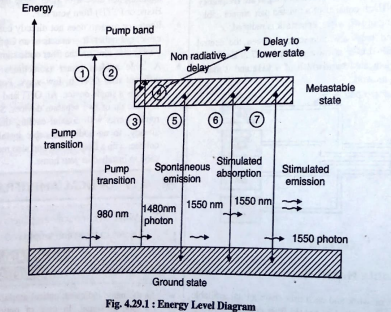 Energy
Pump band
Delay to
lower state
Non radiative
delay
1
2
4
Metastable
state
3
5
6
7
Pump
transition
Pump
transition
Spontaneous
emission
Stimulated
absorption
Stimulated
emission
980 nm
1480nm
photon
1550 nm
1550 nm
1550 photon
Ground state
Fig. 4.29.1 : Energy Level Diagram